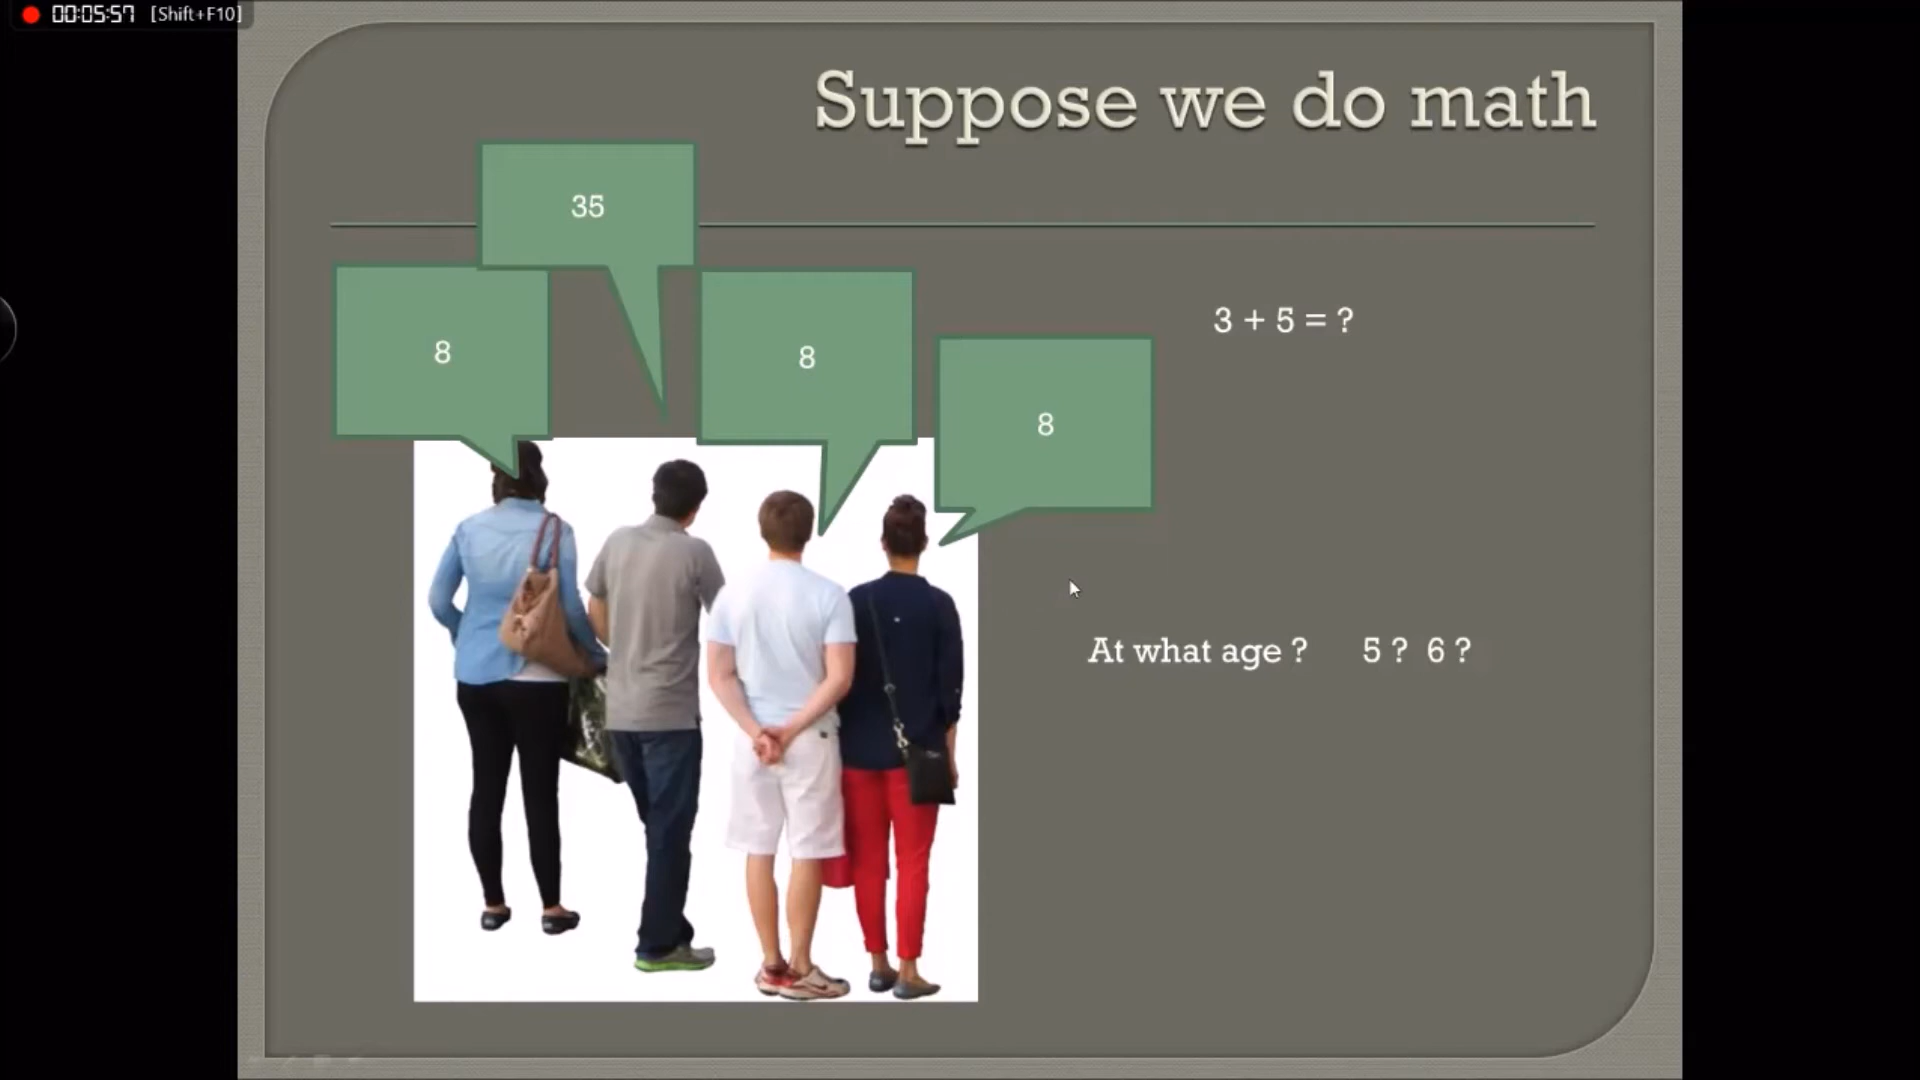 00:05:57 [Shift+F10]
Suppose we do math
35
8
8
8
3 + 5 = ?
At what age ? 5 ? 6 ?